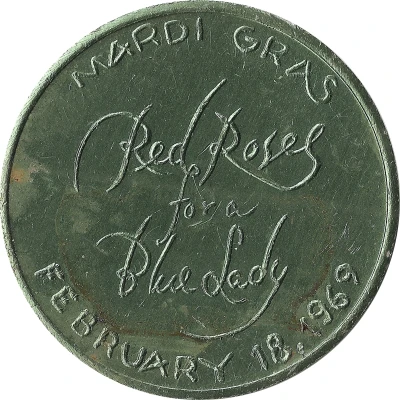 MARDI GRAS
Red Roses
for a
Blue Lady
FEBRUARY 18, 1969